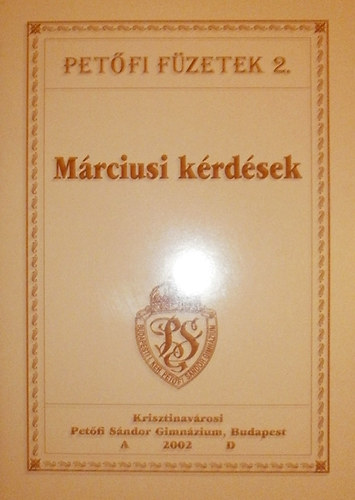 PETŐFI FÜZETEK 2.
Márciusi kérdések
Krisztinavárosi
Petőfi Sándor Gimnázium, Budapest
A 2002 D